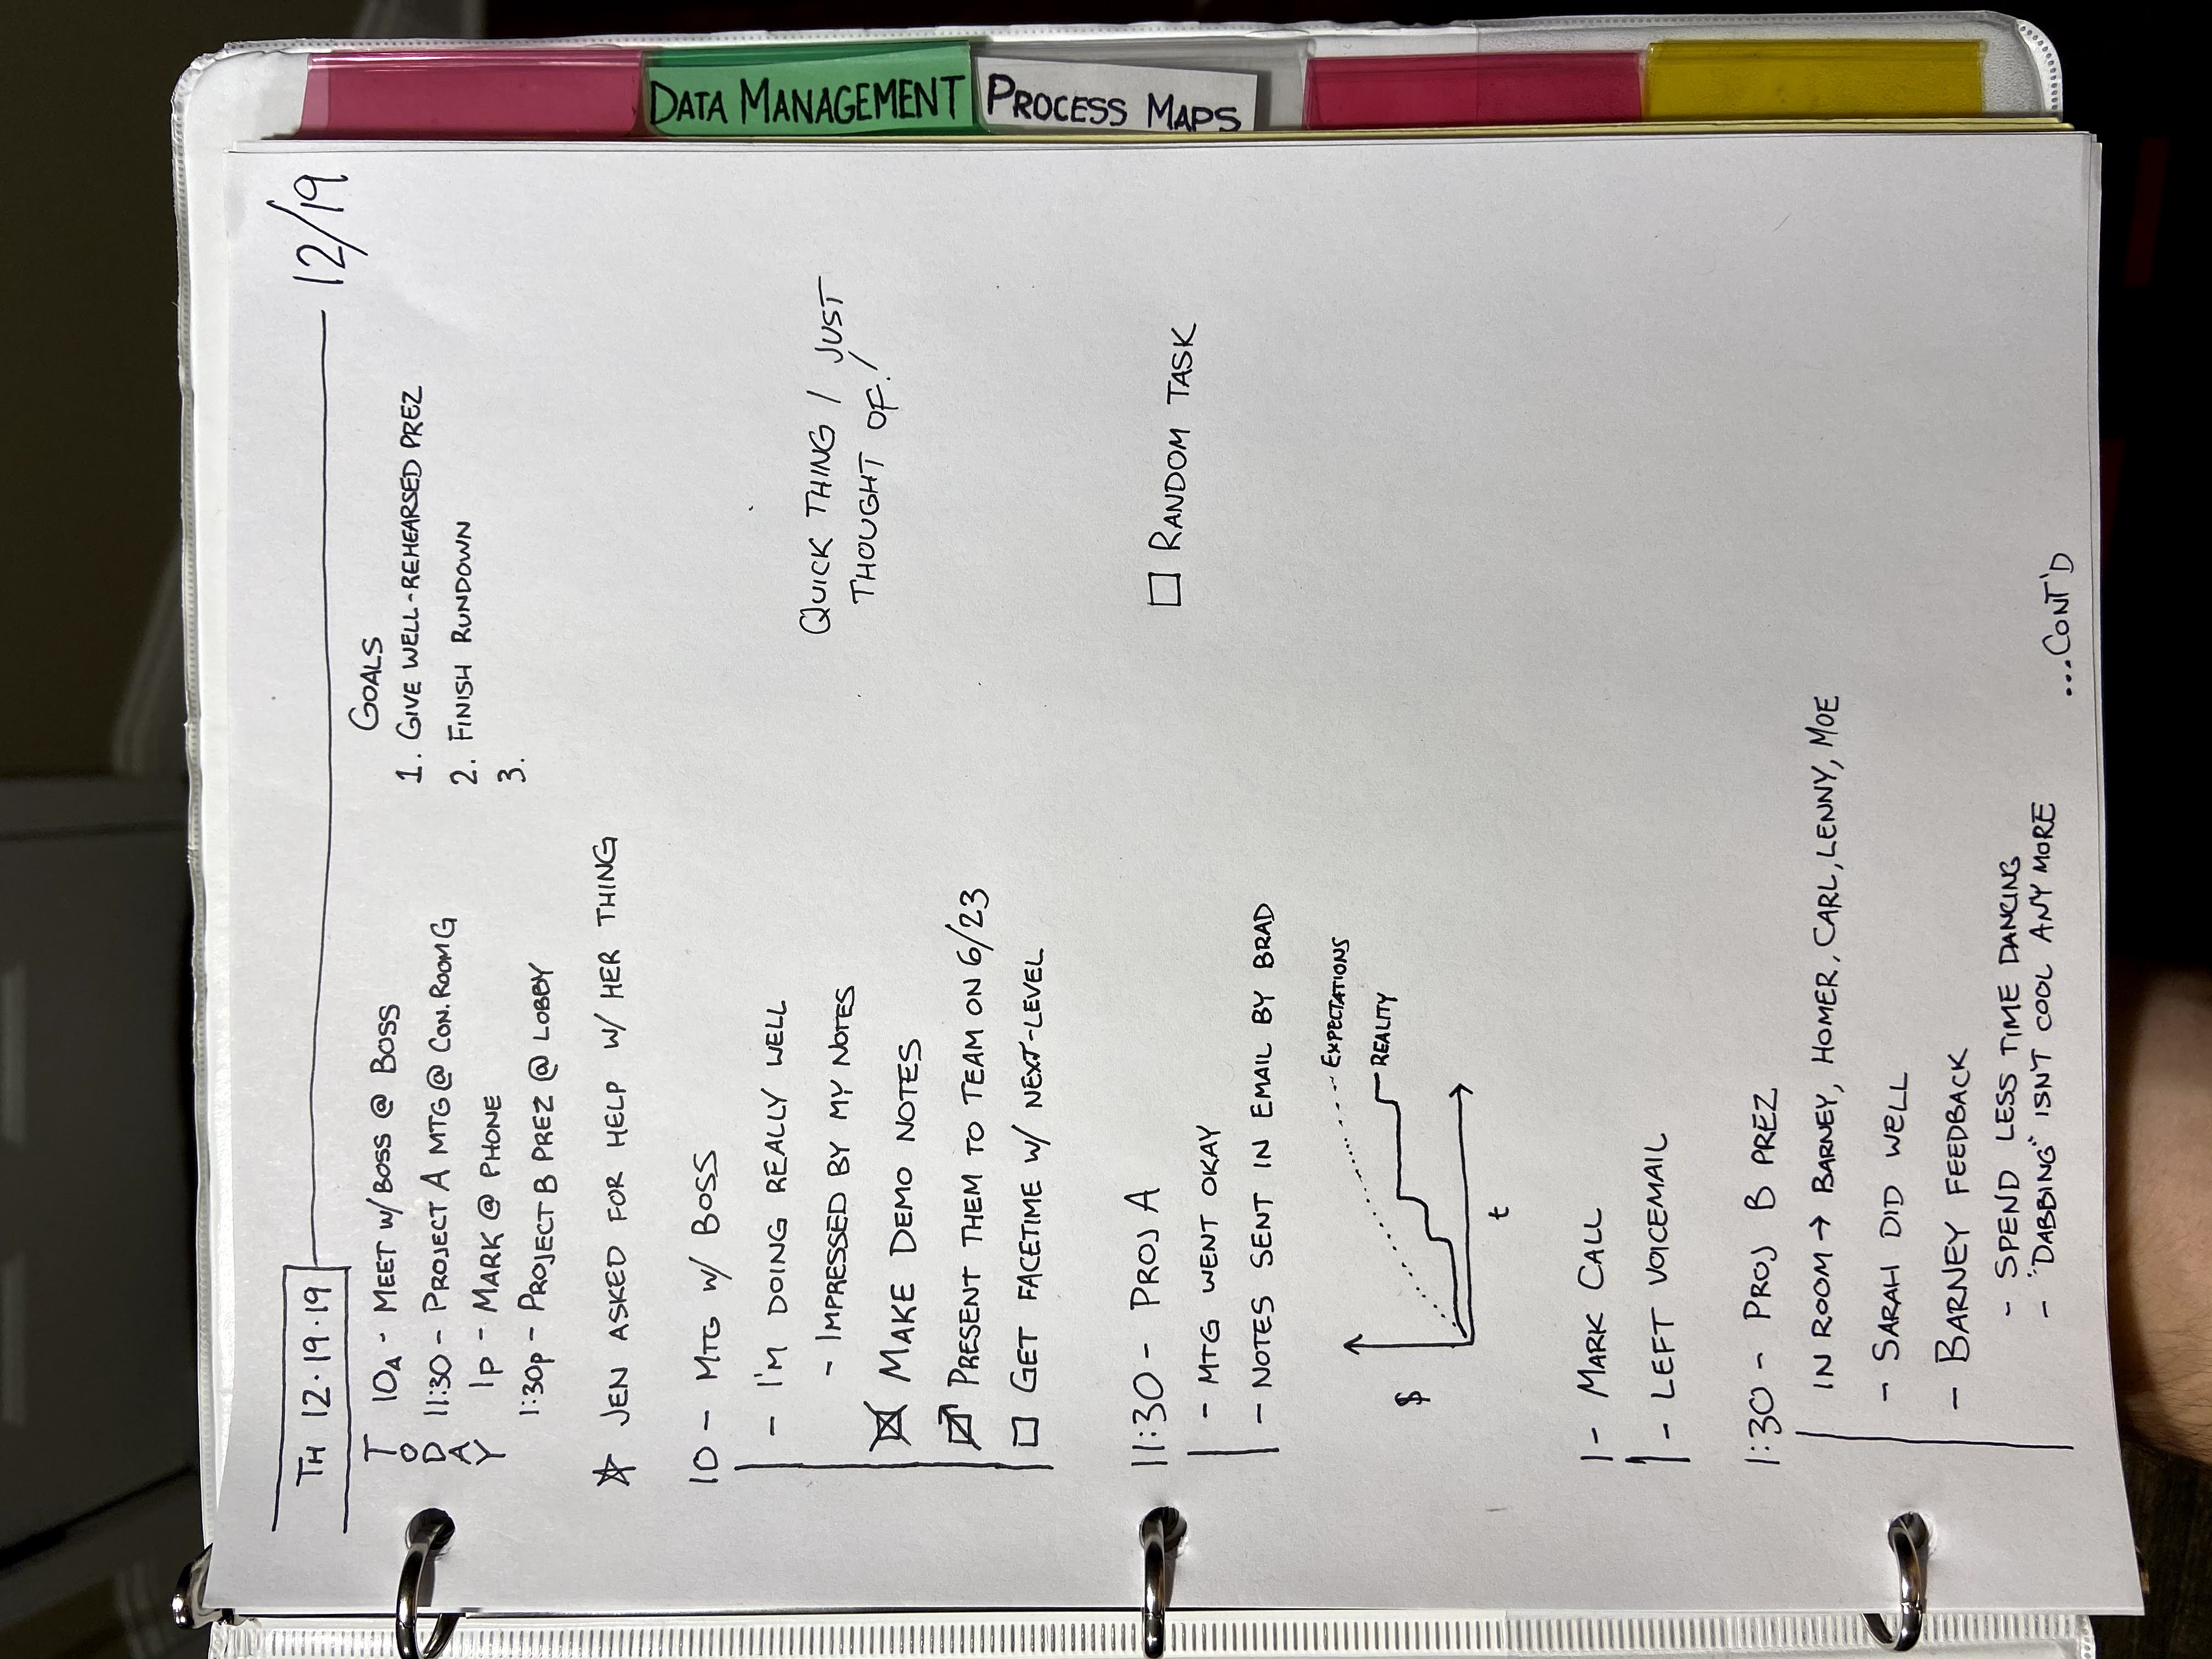 TH 12.19.19
12/19
TODAY
10A - MEET W/ BOSS @ BOSS
11:30 - PROJECT A MTG @ CON. ROOM G
1P - MARK @ PHONE
1:30P - PROJECT B PREZ @ LOBBY
GOALS
1. GIVE WELL-REHEARSED PREZ
2. FINISH RUNDOWN
3.
☆ JEN ASKED FOR HELP W/ HER THING
10 - MTG W/ BOSS
- I'M DOING REALLY WELL
- IMPRESSED BY MY NOTES
MAKE DEMO NOTES
PRESENT THEM TO TEAM ON 6/23
GET FACETIME W/ NEXT-LEVEL
QUICK THING I JUST
THOUGHT OF!
11:30 - PROJ A
- MTG WENT OKAY
- NOTES SENT IN EMAIL BY BRAD
RANDOM TASK
EXPECTATIONS
REALITY
$
t
1 - MARK CALL
- LEFT VOICEMAIL
1:30 - PROJ B PREZ
IN ROOM → BARNEY, HOMER, CARL, LENNY, MOE
- SARAH DID WELL
- BARNEY FEEDBACK
- SPEND LESS TIME DANCING
- "DABBING" ISN'T COOL ANY MORE
...CONT'D
DATA MANAGEMENT
PROCESS MAPS